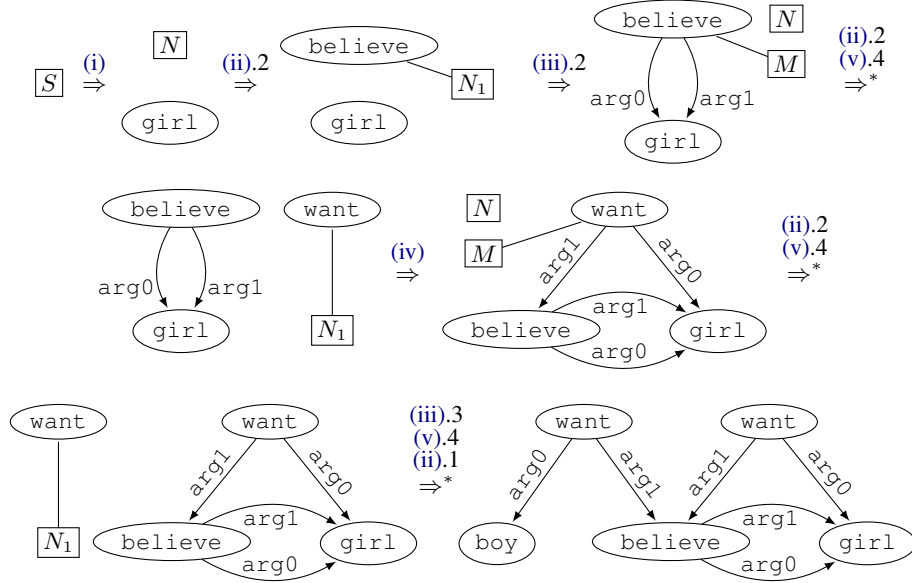 S (i) ⇒ N girl (ii).2 ⇒ believe N₁ girl (iii).2 ⇒ believe N M arg0 arg1 girl (ii).2 (v).4 ⇒*
believe arg0 arg1 girl want N₁ (iv) ⇒ N want M arg1 arg0 believe arg1 arg0 girl (ii).2 (v).4 ⇒*
want N₁ want arg1 arg0 believe arg1 arg0 girl (iii).3 (v).4 (ii).1 ⇒* want arg0 arg1 boy want arg1 arg0 believe arg1 arg0 girl